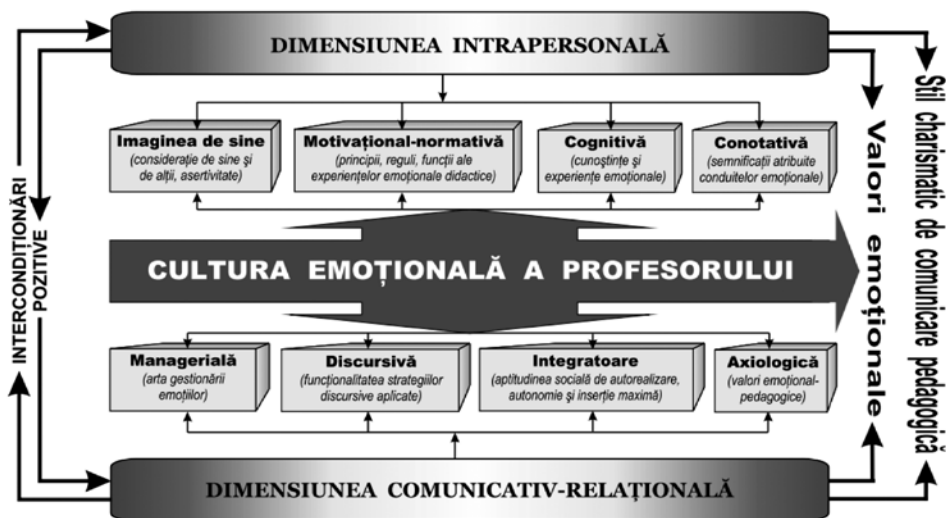 DIMENSIUNEA INTRAPERSONALĂ
Imaginea de sine
(considerație de sine și
de alții, asertivitate)
Motivațional-normativă
(principii, reguli, funcții ale
experiențelor emoționale didactice)
Cognitivă
(cunoștințe și
experiențe emoționale)
Conotativă
(semnificații atribuite
conduitelor emoționale)
INTERCONDIȚIONĂRI
POZITIVE
CULTURA EMOȚIONALĂ A PROFESORULUI
Valori emoționale
Stil charismatic de comunicare pedagogică
Managerială
(arta gestionării
emoțiilor)
Discursivă
(funcționalitatea strategiilor
discursive aplicate)
Integratoare
(aptitudinea socială de autorealizare,
autonomie și inserție maximă)
Axiologică
(valori emoțional-
pedagogice)
DIMENSIUNEA COMUNICATIV-RELAȚIONALĂ